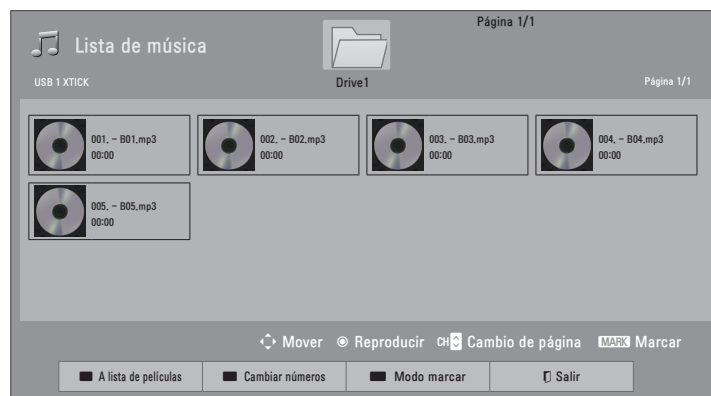 Página 1/1
Lista de música
USB 1 XTICK
Drive1
Página 1/1
001. - B01.mp3
00:00
002. - B02.mp3
00:00
003. - B03.mp3
00:00
004. - B04.mp3
00:00
005. - B05.mp3
00:00
Mover
Reproducir
CH Cambio de página
MARK Marcar
A lista de películas
Cambiar números
Modo marcar
Salir